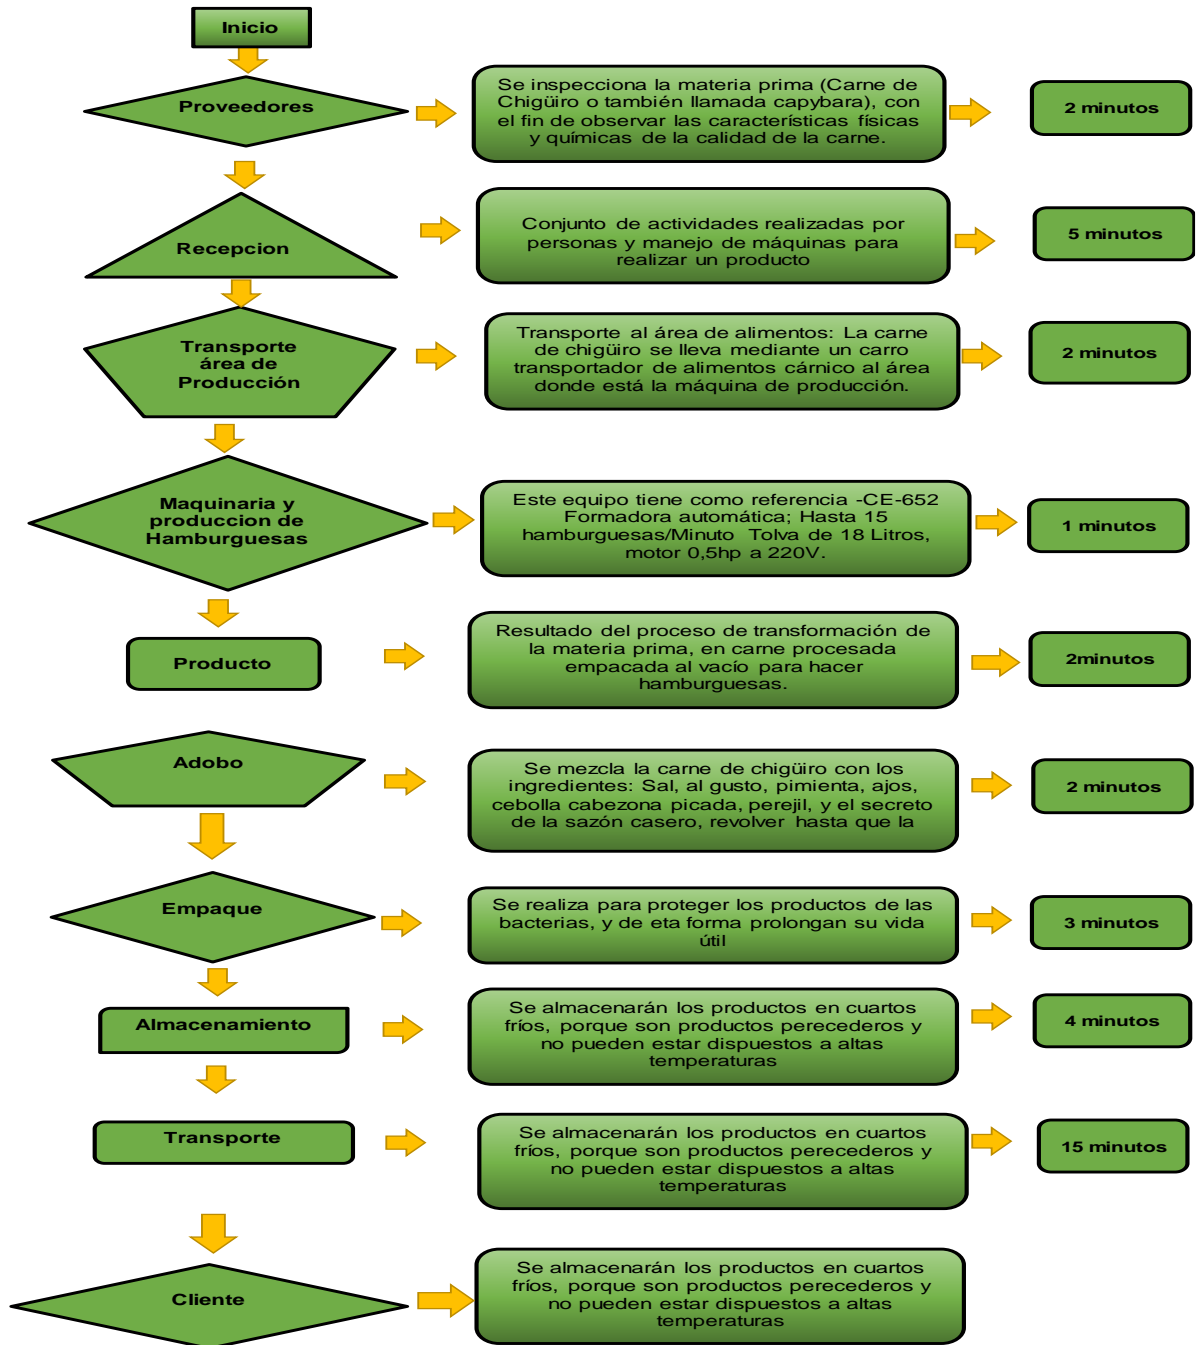 Inicio
Proveedores
Se inspecciona la materia prima (Carne de
Chigüiro o también llamada capybara), con
el fin de observar las características físicas
y químicas de la calidad de la carne.
2 minutos
Recepcion
Conjunto de actividades realizadas por
personas y manejo de máquinas para
realizar un producto
5 minutos
Transporte
área de
Producción
Transporte al área de alimentos: La carne
de chigüiro se lleva mediante un carro
transportador de alimentos cárnico al área
donde está la máquina de producción.
2 minutos
Maquinaria y
produccion de
Hamburguesas
Este equipo tiene como referencia -CE-652
Formadora automática; Hasta 15
hamburguesas/Minuto Tolva de 18 Litros,
motor 0,5hp a 220V.
1 minutos
Producto
Resultado del proceso de transformación de
la materia prima, en carne procesada
empacada al vacío para hacer
hamburguesas.
2minutos
Adobo
Se mezcla la carne de chigüiro con los
ingredientes: Sal, al gusto, pimienta, ajos,
cebolla cabezona picada, perejil, y el secreto
de la sazón casero, revolver hasta que la
2 minutos
Empaque
Se realiza para proteger los productos de las
bacterias, y de eta forma prolongan su vida
útil
3 minutos
Almacenamiento
Se almacenarán los productos en cuartos
fríos, porque son productos perecederos y
no pueden estar dispuestos a altas
temperaturas
4 minutos
Transporte
Se almacenarán los productos en cuartos
fríos, porque son productos perecederos y
no pueden estar dispuestos a altas
temperaturas
15 minutos
Cliente
Se almacenarán los productos en cuartos
fríos, porque son productos perecederos y
no pueden estar dispuestos a altas
temperaturas